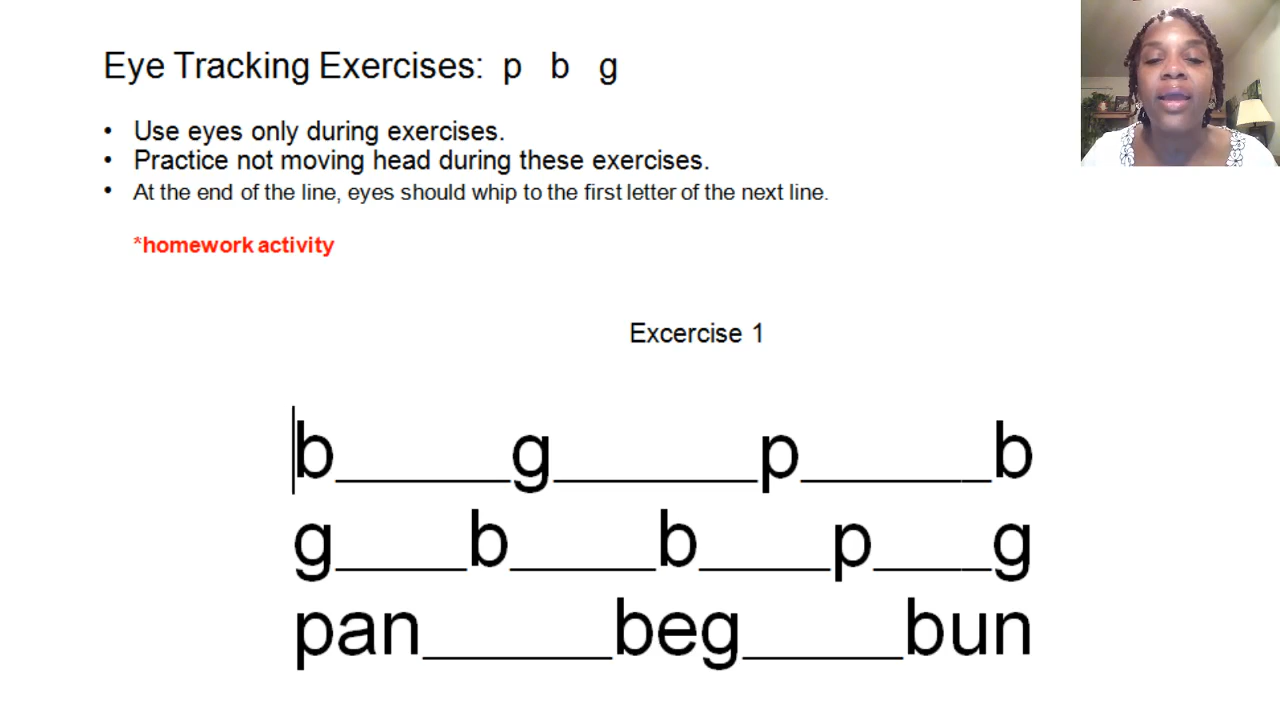 Eye Tracking Exercises: p b g
• Use eyes only during exercises.
• Practice not moving head during these exercises.
• At the end of the line, eyes should whip to the first letter of the next line.
*homework activity
Excercise 1
b______g_______p______b
g____b_____b____p____g
pan______beg_____bun